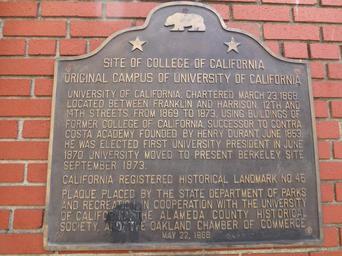 SITE OF COLLEGE OF CALIFORNIA
ORIGINAL CAMPUS OF UNIVERSITY OF CALIFORNIA
UNIVERSITY OF CALIFORNIA, CHARTERED MARCH 23, 1868,
LOCATED BETWEEN FRANKLIN AND HARRISON, 12TH AND
14TH STREETS, FROM 1869 TO 1873, USING BUILDINGS OF
FORMER COLLEGE OF CALIFORNIA, SUCCESSOR TO CONTRA
COSTA ACADEMY FOUNDED BY HENRY DURANT, JUNE 1853.
HE WAS ELECTED FIRST UNIVERSITY PRESIDENT IN JUNE
1870. UNIVERSITY MOVED TO PRESENT BERKELEY SITE
SEPTEMBER, 1873.
CALIFORNIA REGISTERED HISTORICAL LANDMARK NO. 45
PLAQUE PLACED BY THE STATE DEPARTMENT OF PARKS
AND RECREATION IN COOPERATION WITH THE UNIVERSITY
OF CALIFORNIA, THE ALAMEDA COUNTY HISTORICAL
SOCIETY, AND THE OAKLAND CHAMBER OF COMMERCE.
MAY 22, 1968